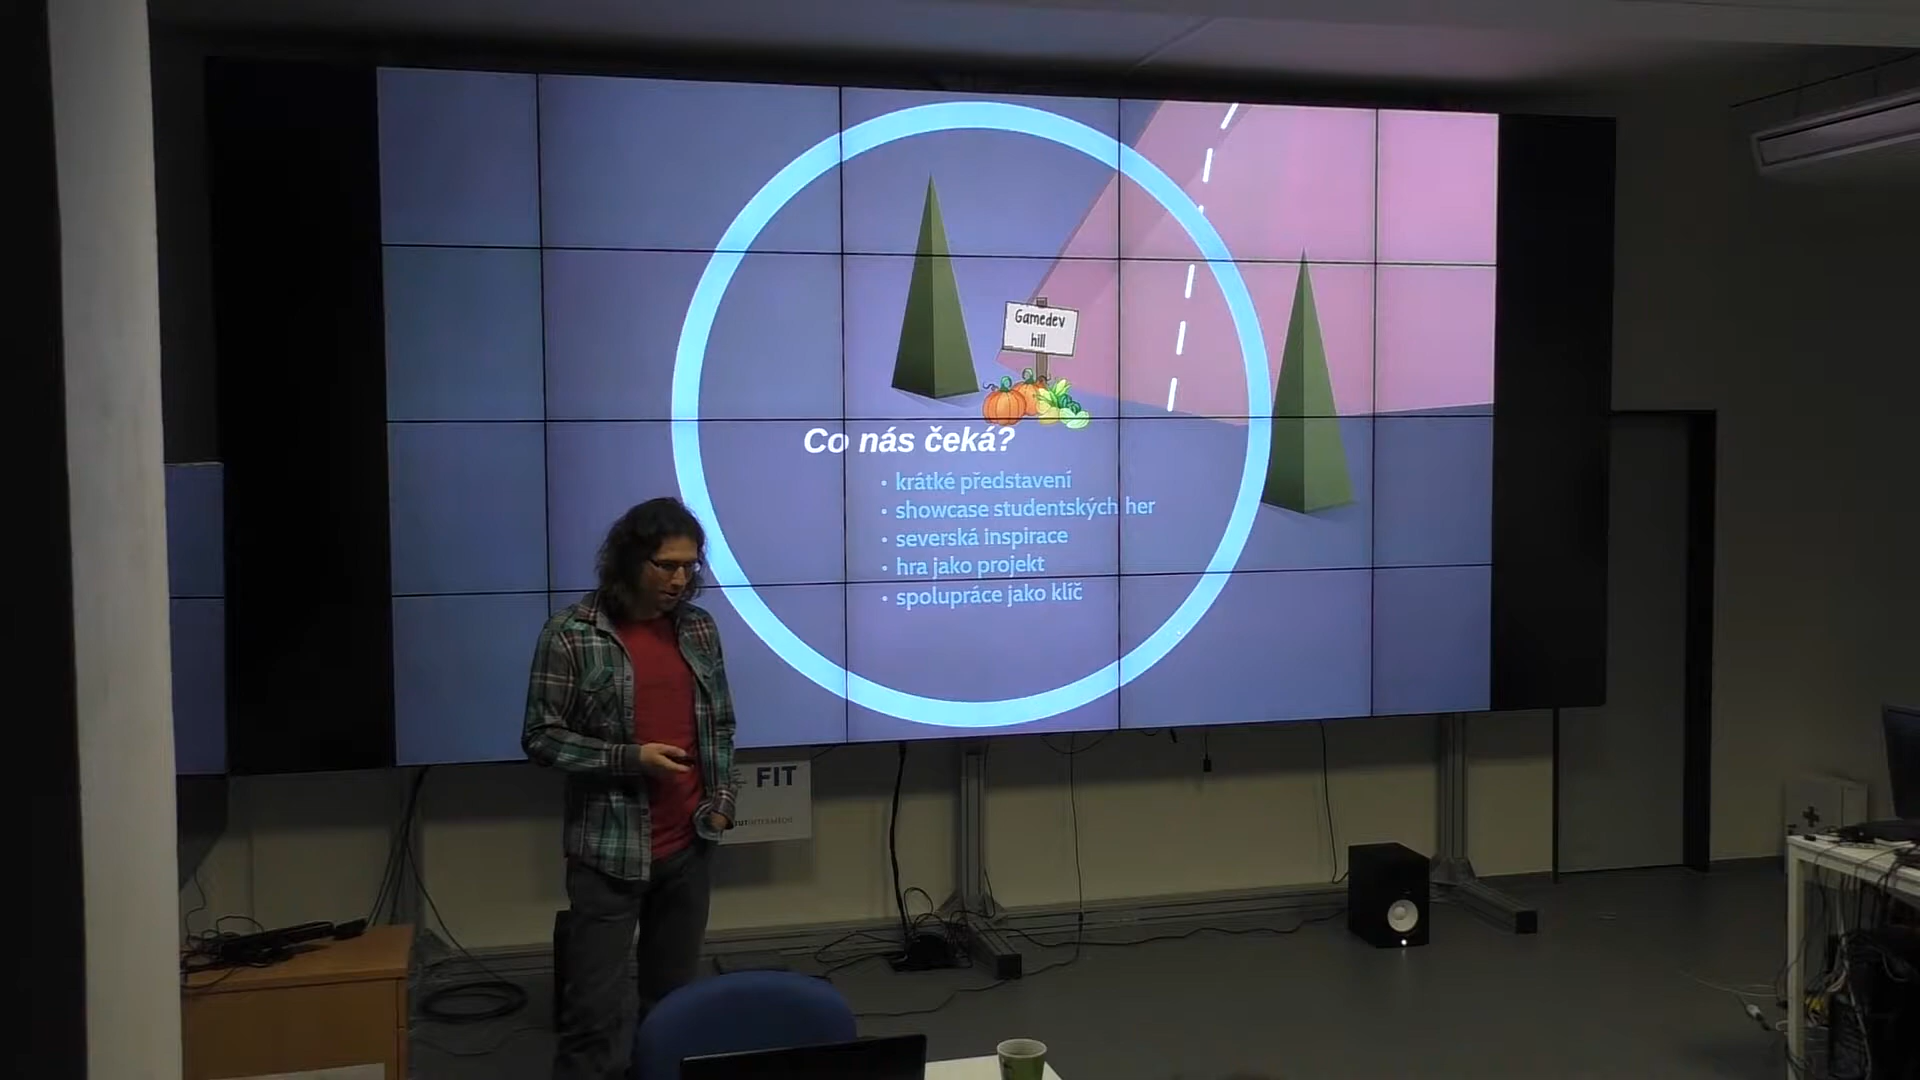 Gamedev
hill
Co nás čeká?
• krátké představení
• showcase studentských her
• severská inspirace
• hra jako projekt
• spolupráce jako klíč
FIT
INTERMEDIÍ